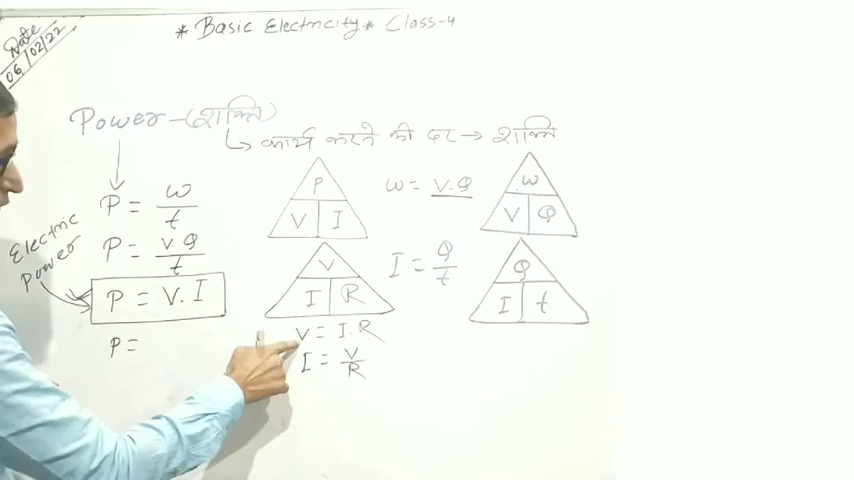 Date
06/02/22
* Basic Electricity * Class-4
Power - (शक्ति)
↳ कार्य करने की दर → शक्ति
P = w/t
P = V.Q/t
Electric Power
P = V.I
P =
P
V I
w = V.Q
w
V Q
V
I R
I = Q/t
Q
I t
V = I.R
I = V/R